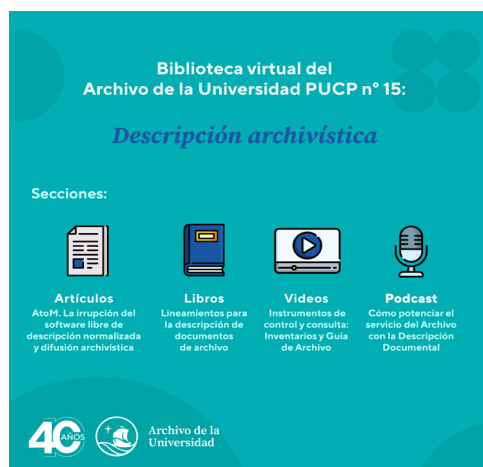 Biblioteca virtual del
Archivo de la Universidad PUCP n° 15:
Descripción archivística
Secciones:
Artículos
AtoM. La irrupción del
software libre de
descripción normalizada
y difusión archivística
Libros
Lineamientos para
la descripción de
documentos
de archivo
Videos
Instrumentos de
control y consulta:
Inventarios y Guía
de Archivo
Podcast
Cómo potenciar el
servicio del Archivo
con la Descripción
Documental
40 AÑOS
Archivo de la
Universidad